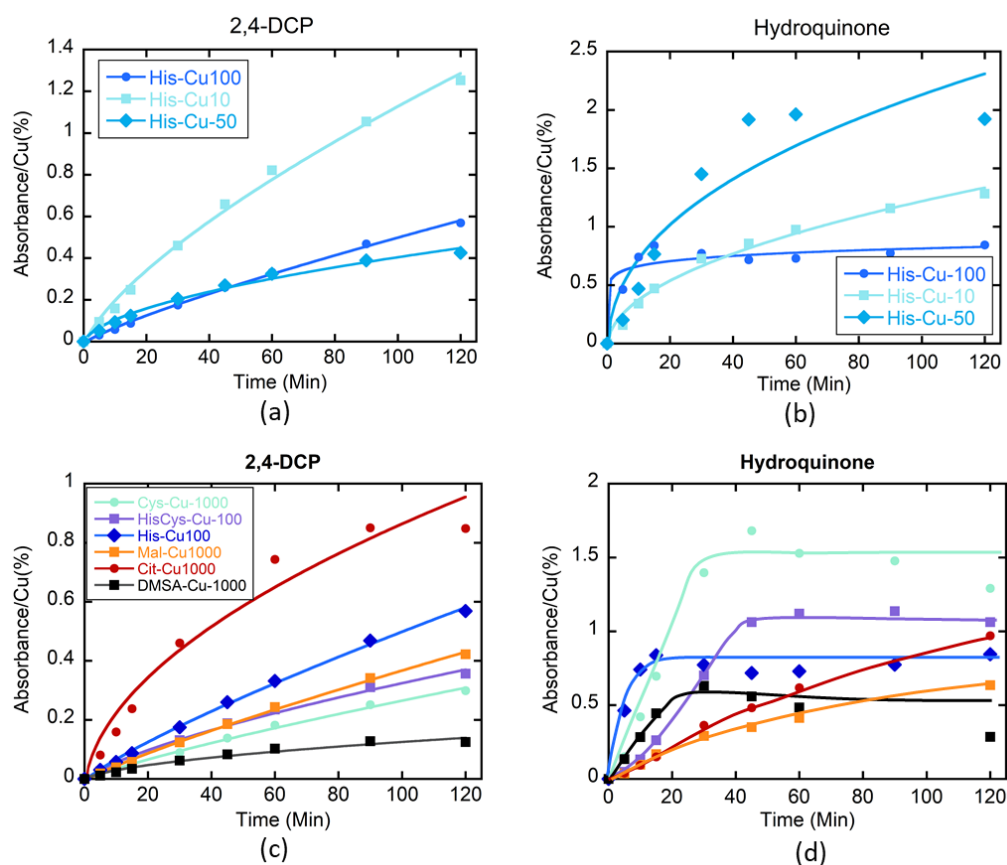 2,4-DCP
1.4
1.2
1
0.8
0.6
0.4
0.2
0
Absorbance/Cu(%)
His-Cu100
His-Cu10
His-Cu-50
0 20 40 60 80 100 120
Time (Min)
(a)
Hydroquinone
2.5
2
1.5
1
0.5
0
Absorbance/Cu(%)
His-Cu-100
His-Cu-10
His-Cu-50
0 20 40 60 80 100 120
Time (Min)
(b)
2,4-DCP
1
0.8
0.6
0.4
0.2
0
Absorbance/Cu(%)
Cys-Cu-1000
HisCys-Cu-100
His-Cu100
Mal-Cu1000
Cit-Cu1000
DMSA-Cu-1000
0 20 40 60 80 100 120
Time (Min)
(c)
Hydroquinone
2
1.5
1
0.5
0
Absorbance/Cu(%)
0 20 40 60 80 100 120
Time (Min)
(d)